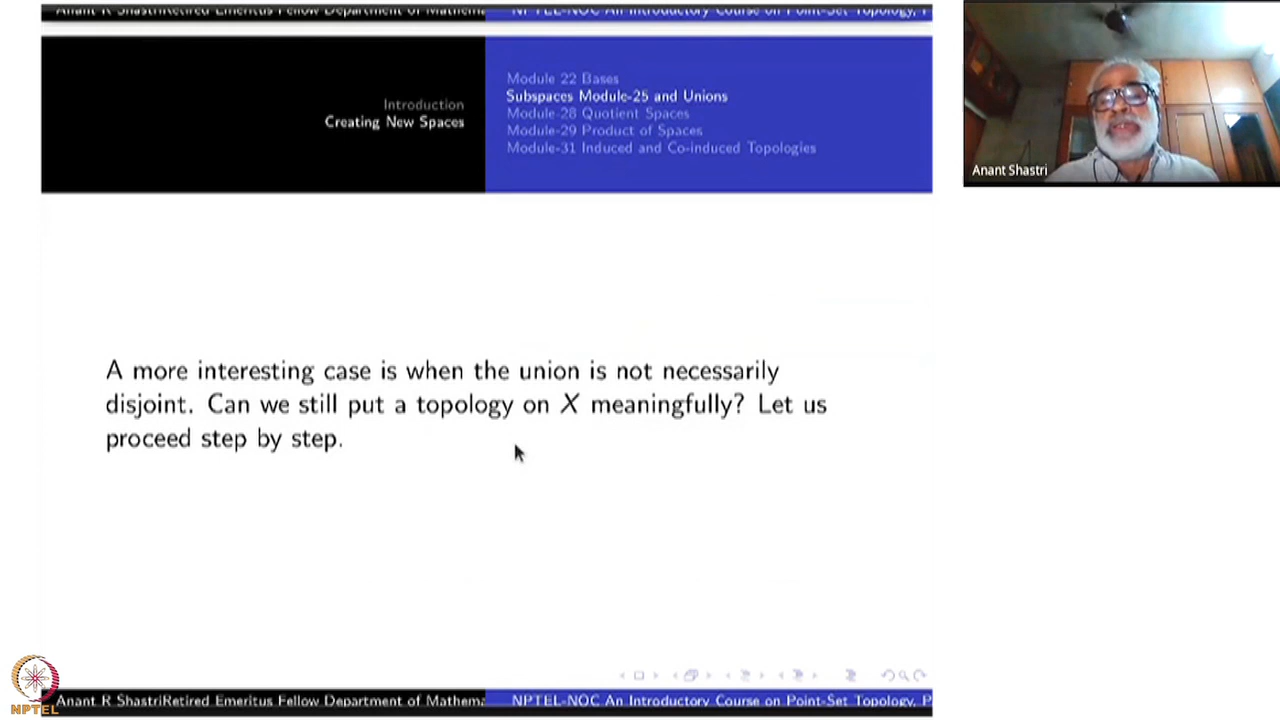 Anant R ShastriRetired Emeritus Fellow Department of Mathema
NPTEL-NOC An Introductory Course on Point-Set Topology, P
Introduction
Creating New Spaces
Module 22 Bases
Subspaces Module-25 and Unions
Module-28 Quotient Spaces
Module-29 Product of Spaces
Module-31 Induced and Co-induced Topologies
Anant Shastri
A more interesting case is when the union is not necessarily
disjoint. Can we still put a topology on X meaningfully? Let us
proceed step by step.
NPTEL
Anant R ShastriRetired Emeritus Fellow Department of Mathema
NPTEL-NOC An Introductory Course on Point-Set Topology, P